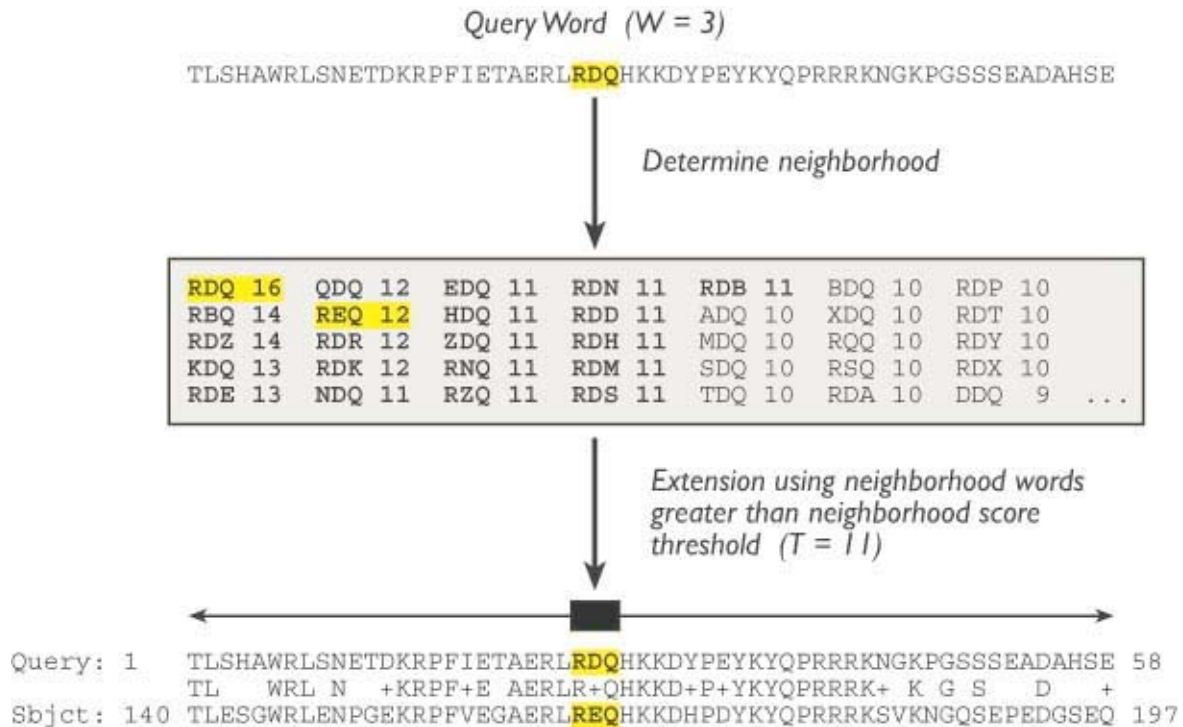 Query Word (W = 3)
TLSHAWRLSNETDKRPFIETAERLRDQHKKDYPEYKYQPRRRKNGKPGSSSEADAHSE
Determine neighborhood
RDQ 16 QDQ 12 EDQ 11 RDN 11 RDB 11 BDQ 10 RDP 10
RBQ 14 REQ 12 HDQ 11 RDD 11 ADQ 10 XDQ 10 RDT 10
RDZ 14 RDR 12 ZDQ 11 RDH 11 MDQ 10 RQQ 10 RDY 10
KDQ 13 RDK 12 RNQ 11 RDM 11 SDQ 10 RSQ 10 RDX 10
RDE 13 NDQ 11 RZQ 11 RDS 11 TDQ 10 RDA 10 DDQ 9 ...
Extension using neighborhood words
greater than neighborhood score
threshold (T = 11)
Query: 1 TLSHAWRLSNETDKRPFIETAERLRDQHKKDYPEYKYQPRRRKNGKPGSSSEADAHSE 58
TL WRL N +KRPF+E AERLR+QHKKD+P+YKYQPRRRK+ K G S D +
Sbjct: 140 TLESGWRLENPGEKRPFVEGAERLREQHKKDHPDYKYQPRRRKSVKNGQSEPEDGSEQ 197